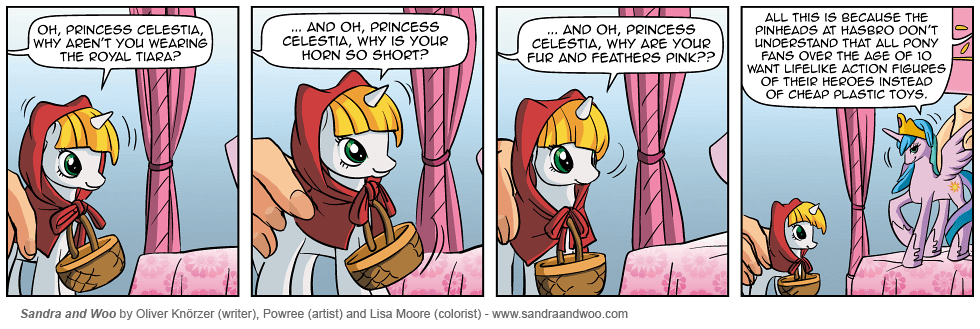 OH, PRINCESS CELESTIA,
WHY AREN'T YOU WEARING
THE ROYAL TIARA?
... AND OH, PRINCESS
CELESTIA, WHY IS YOUR
HORN SO SHORT?
... AND OH, PRINCESS
CELESTIA, WHY ARE YOUR
FUR AND FEATHERS PINK??
ALL THIS IS BECAUSE THE
PINHEADS AT HASBRO DON'T
UNDERSTAND THAT ALL PONY
FANS OVER THE AGE OF 10
WANT LIFELIKE ACTION FIGURES
OF THEIR HEROES INSTEAD
OF CHEAP PLASTIC TOYS.
Sandra and Woo by Oliver Knörzer (writer), Powree (artist) and Lisa Moore (colorist) - www.sandraandwoo.com